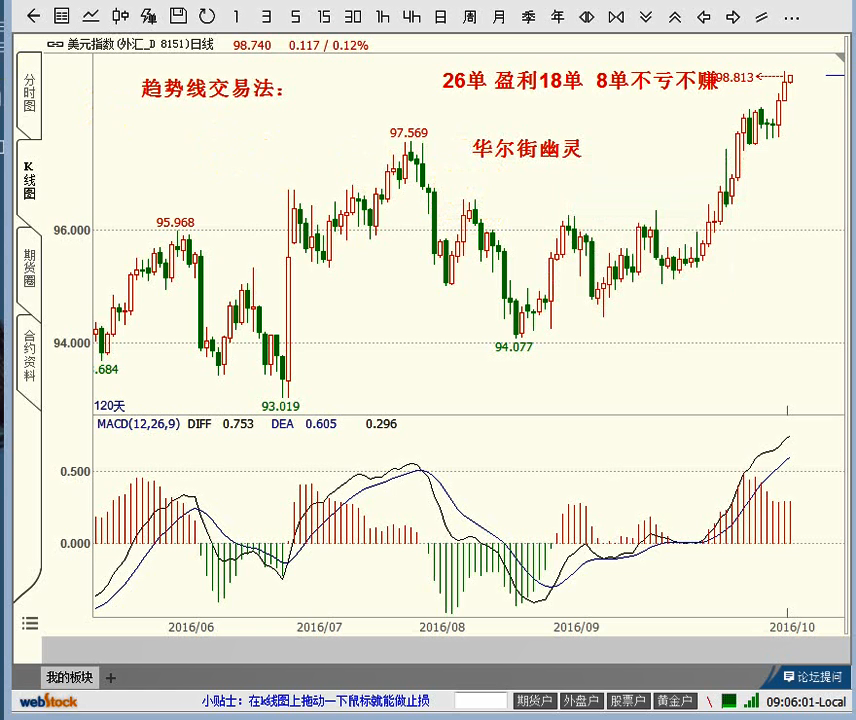 1 3 5 15 30 1h 4h 日 周 月 季 年
美元指数(外汇_D 8151)日线 98.740 0.117 / 0.12%
分时图
K线图
期货圈
合约资料
趋势线交易法：
26单 盈利18单 8单不亏不赚
98.813
97.569
华尔街幽灵
95.968
96.000
94.000
94.077
.684
93.019
120天
MACD(12,26,9) DIFF 0.753 DEA 0.605 0.296
0.500
0.000
2016/06 2016/07 2016/08 2016/09 2016/10
我的板块 +
论坛提问
webstock
小贴士：在k线图上拖动一下鼠标就能做止损
期货户 外盘户 股票户 黄金户
09:06:01-Local